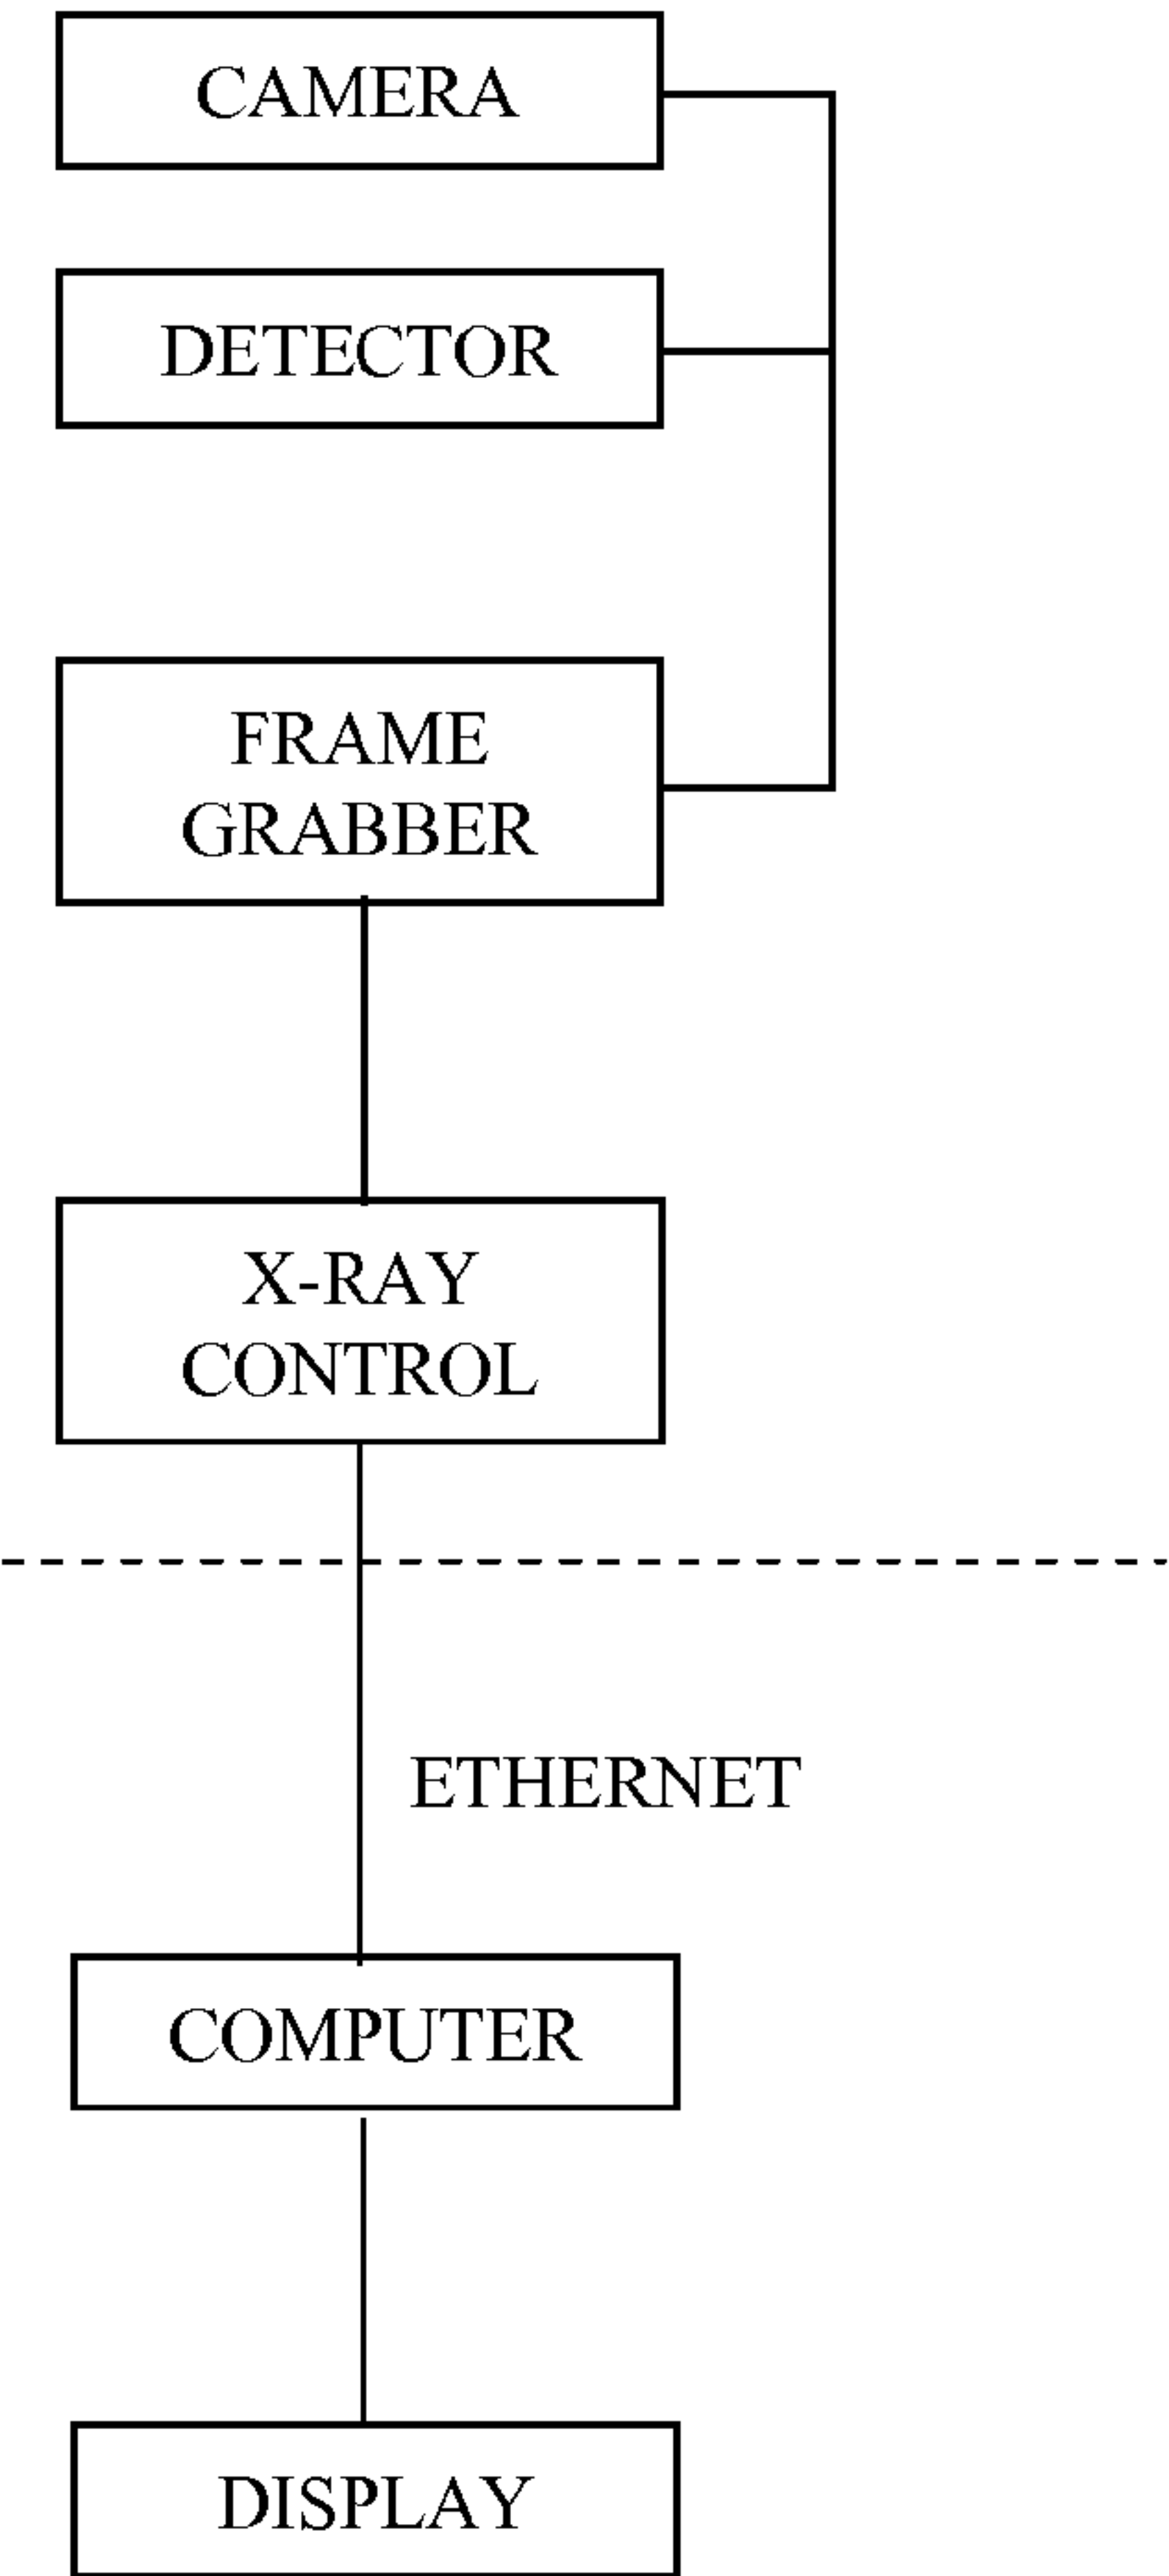 CAMERA
DETECTOR
FRAME
GRABBER
X-RAY
CONTROL
ETHERNET
COMPUTER
DISPLAY